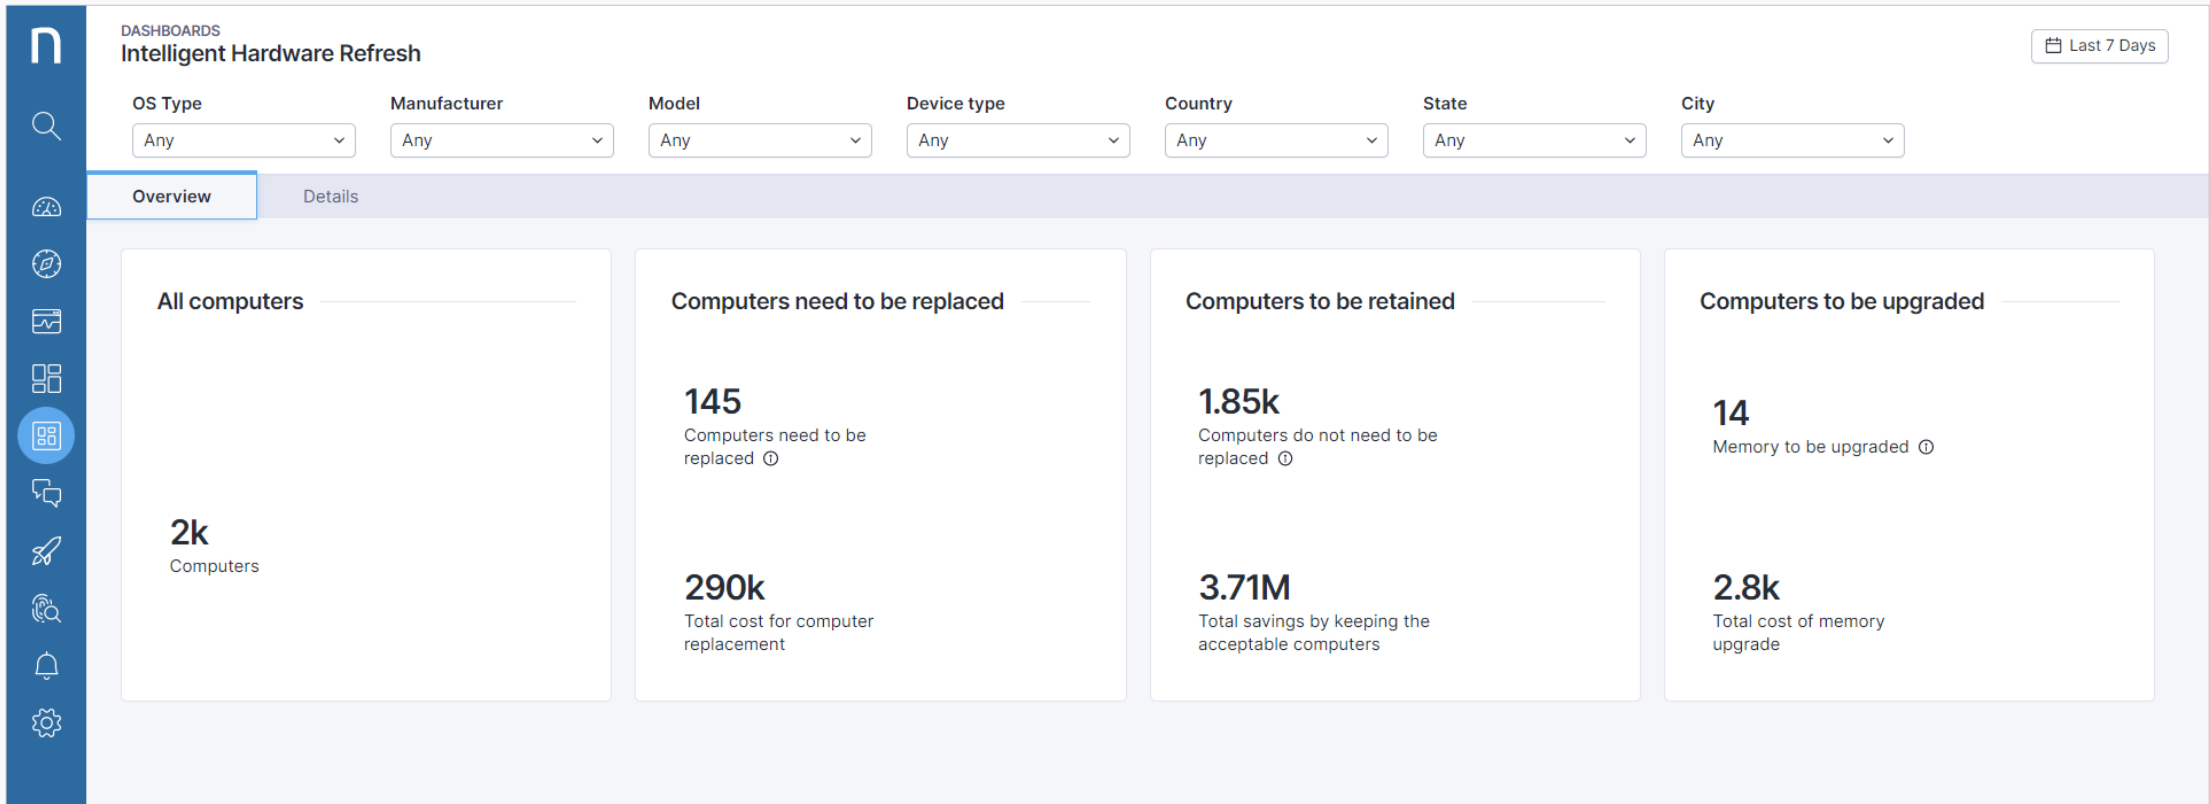 n
DASHBOARDS
Intelligent Hardware Refresh
Last 7 Days
OS Type
Manufacturer
Model
Device type
Country
State
City
Any
Any
Any
Any
Any
Any
Any
Overview
Details
All computers
2k
Computers
Computers need to be replaced
145
Computers need to be
replaced
290k
Total cost for computer
replacement
Computers to be retained
1.85k
Computers do not need to be
replaced
3.71M
Total savings by keeping the
acceptable computers
Computers to be upgraded
14
Memory to be upgraded
2.8k
Total cost of memory
upgrade